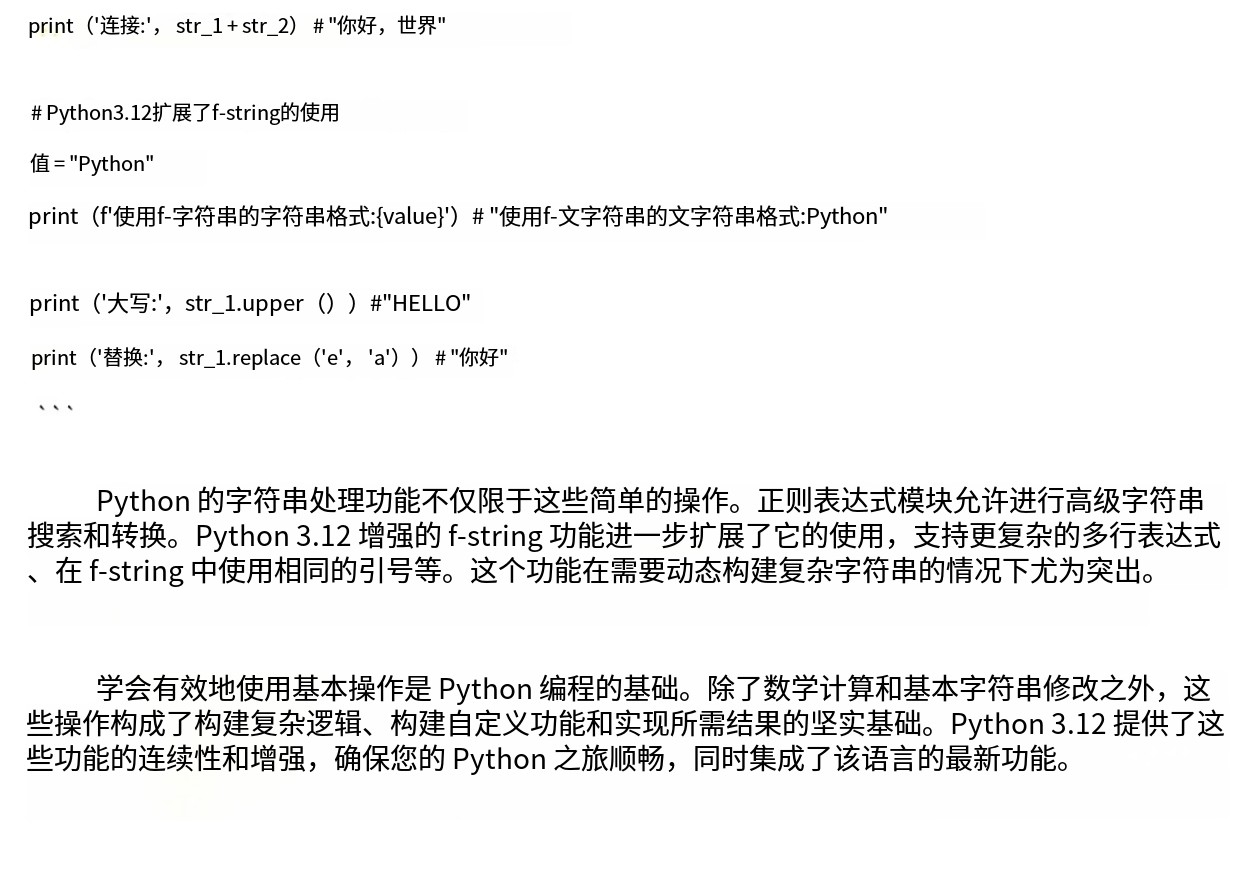 print（'连接:'， str_1 + str_2） # "你好，世界"
# Python3.12扩展了f-string的使用
值 = "Python"
print（f'使用f-字符串的字符串格式:{value}'）# "使用f-文字符串的文字符串格式:Python"
print（'大写:'，str_1.upper（））#"HELLO"
print（'替换:'， str_1.replace（'e'， 'a'）） # "你好"
```
Python 的字符串处理功能不仅限于这些简单的操作。正则表达式模块允许进行高级字符串
搜索和转换。Python 3.12 增强的 f-string 功能进一步扩展了它的使用，支持更复杂的多行表达式
、在 f-string 中使用相同的引号等。这个功能在需要动态构建复杂字符串的情况下尤为突出。
学会有效地使用基本操作是 Python 编程的基础。除了数学计算和基本字符串修改之外，这
些操作构成了构建复杂逻辑、构建自定义功能和实现所需结果的坚实基础。Python 3.12 提供了这
些功能的连续性和增强，确保您的 Python 之旅顺畅，同时集成了该语言的最新功能。